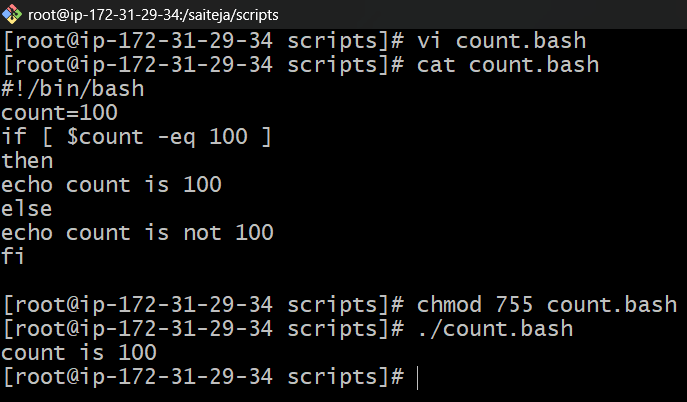 root@ip-172-31-29-34:/saiteja/scripts
[root@ip-172-31-29-34 scripts]# vi count.bash
[root@ip-172-31-29-34 scripts]# cat count.bash
#!/bin/bash
count=100
if [ $count -eq 100 ]
then
echo count is 100
else
echo count is not 100
fi
[root@ip-172-31-29-34 scripts]# chmod 755 count.bash
[root@ip-172-31-29-34 scripts]# ./count.bash
count is 100
[root@ip-172-31-29-34 scripts]#